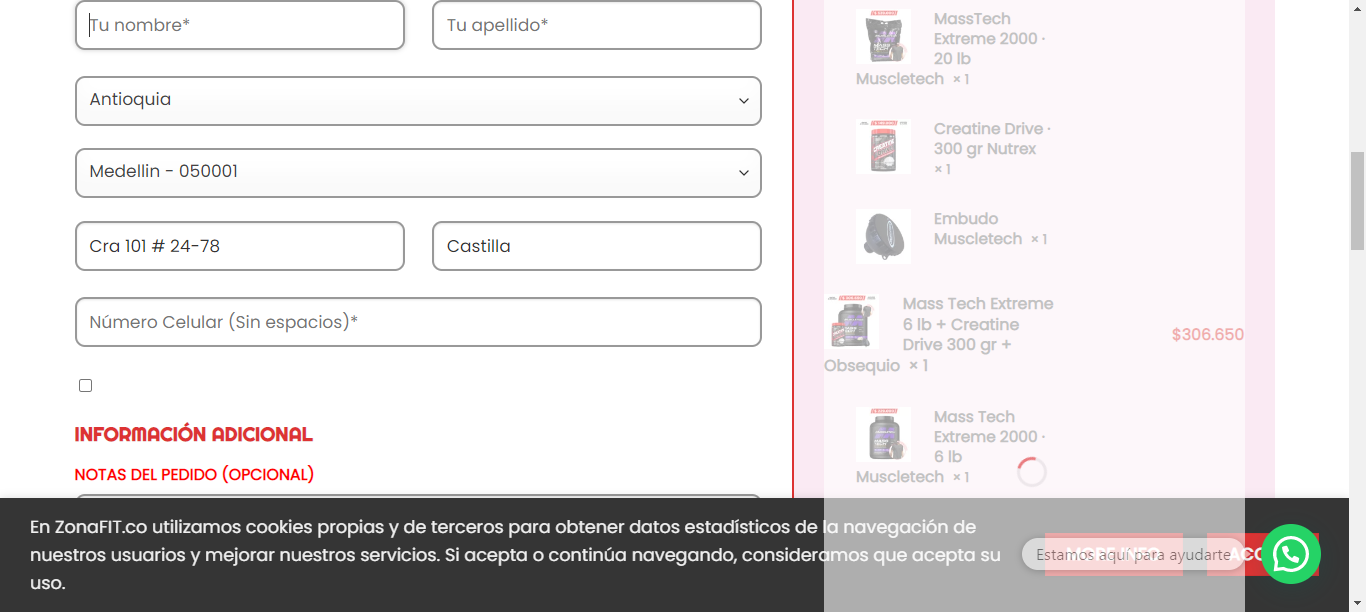 Tu nombre*
Tu apellido*
Antioquia
Medellin - 050001
Cra 101 # 24-78
Castilla
Número Celular (Sin espacios)*
INFORMACIÓN ADICIONAL
NOTAS DEL PEDIDO (OPCIONAL)
MassTech
Extreme 2000 ·
20 lb
Muscletech × 1
Creatine Drive ·
300 gr Nutrex
× 1
Embudo
Muscletech × 1
Mass Tech Extreme
6 lb + Creatine
Drive 300 gr +
Obsequio × 1
$306.650
Mass Tech
Extreme 2000 ·
6 lb
Muscletech × 1
En ZonaFIT.co utilizamos cookies propias y de terceros para obtener datos estadísticos de la navegación de
nuestros usuarios y mejorar nuestros servicios. Si acepta o continúa navegando, consideramos que acepta su
uso.
Estamos aquí para ayudarte